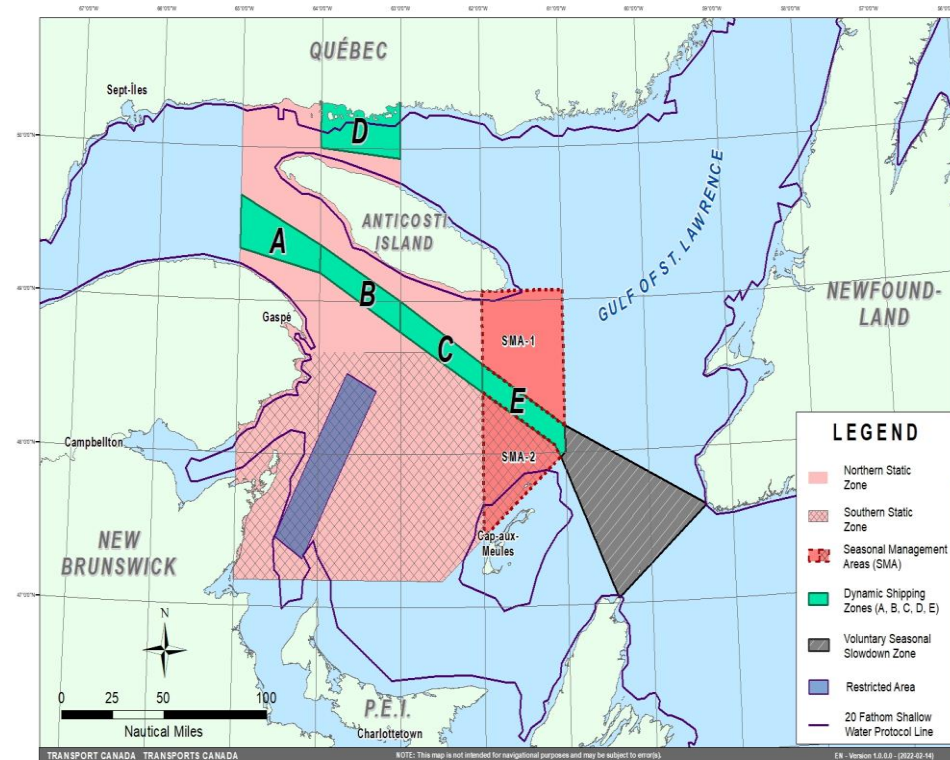 QUÉBEC
Sept-Îles
D
ANTICOSTI
ISLAND
A
B
GULF OF ST. LAWRENCE
NEWFOUND-
LAND
Gaspé
C
SMA-1
E
Campbellton
SMA-2
Cap-aux-
Meules
NEW
BRUNSWICK
N
0 25 50 100
Nautical Miles
P.E.I.
Charlottetown
LEGEND
Northern Static
Zone
Southern Static
Zone
Seasonal Management
Areas (SMA)
Dynamic Shipping
Zones (A, B, C, D, E)
Voluntary Seasonal
Slowdown Zone
Restricted Area
20 Fathom Shallow
Water Protocol Line
TRANSPORT CANADA TRANSPORTS CANADA
NOTE: This map is not intended for navigational purposes and may be subject to error(s).
EN - Version 1.0.0.0 - (2022-02-14)